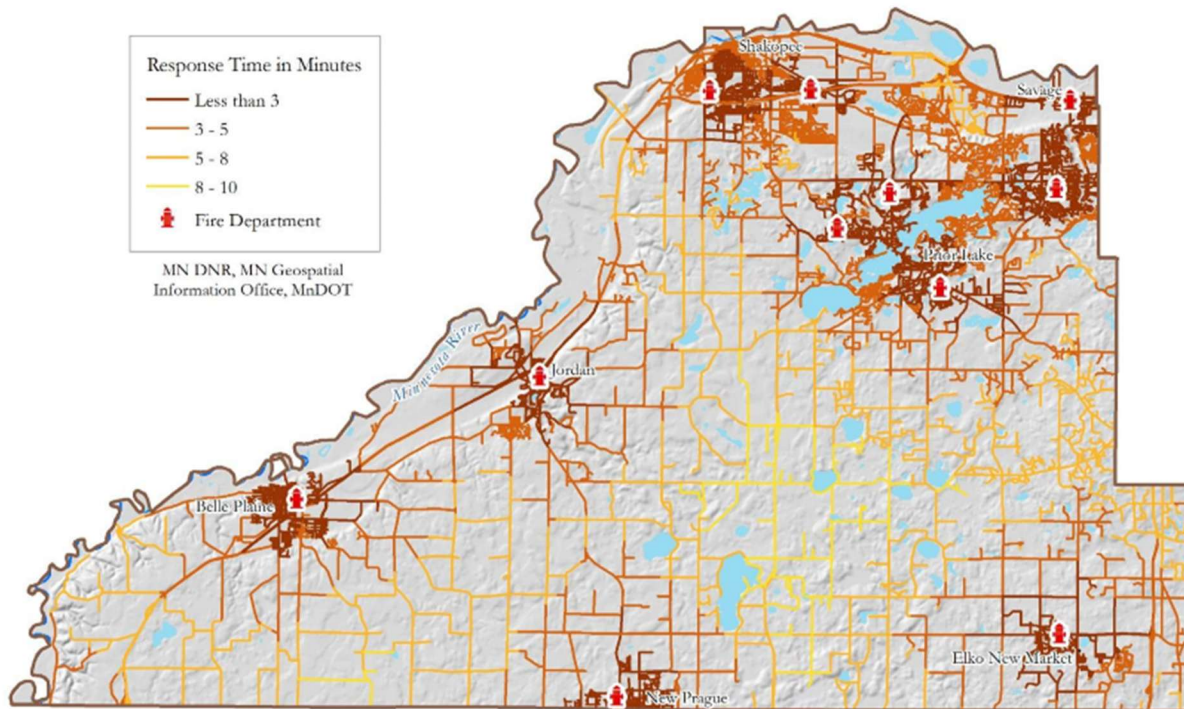 Response Time in Minutes
Less than 3
3 - 5
5 - 8
8 - 10
Fire Department
MN DNR, MN Geospatial
Information Office, MnDOT
Shakopee
Savage
Prior Lake
Minnesota River
Jordan
Belle Plaine
Elko New Market
New Prague